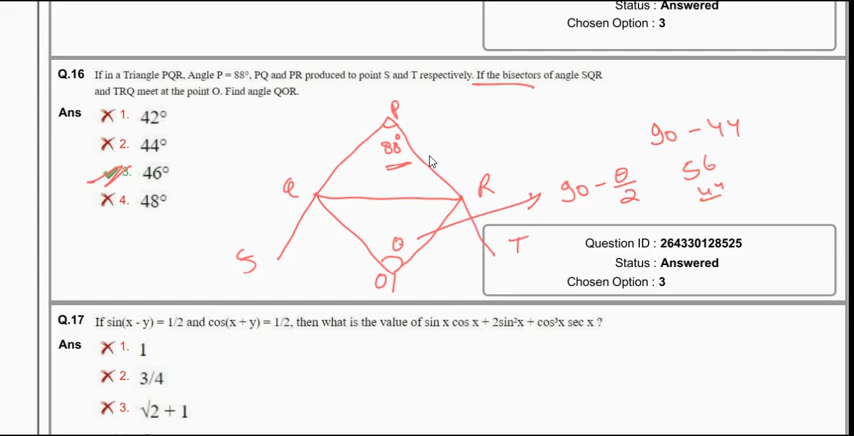 Status : Answered
Chosen Option : 3
Q.16 If in a Triangle PQR, Angle P = 88°, PQ and PR produced to point S and T respectively. If the bisectors of angle SQR
and TRQ meet at the point O. Find angle QOR.
Ans 1. 42°
2. 44°
3. 46°
4. 48°
P
88°
Q
R
S
T
θ
O
90 - θ/2
90 - 44
56
44
Question ID : 264330128525
Status : Answered
Chosen Option : 3
Q.17 If sin(x - y) = 1/2 and cos(x + y) = 1/2, then what is the value of sin x cos x + 2sin²x + cos³x sec x ?
Ans 1. 1
2. 3/4
3. √2 + 1